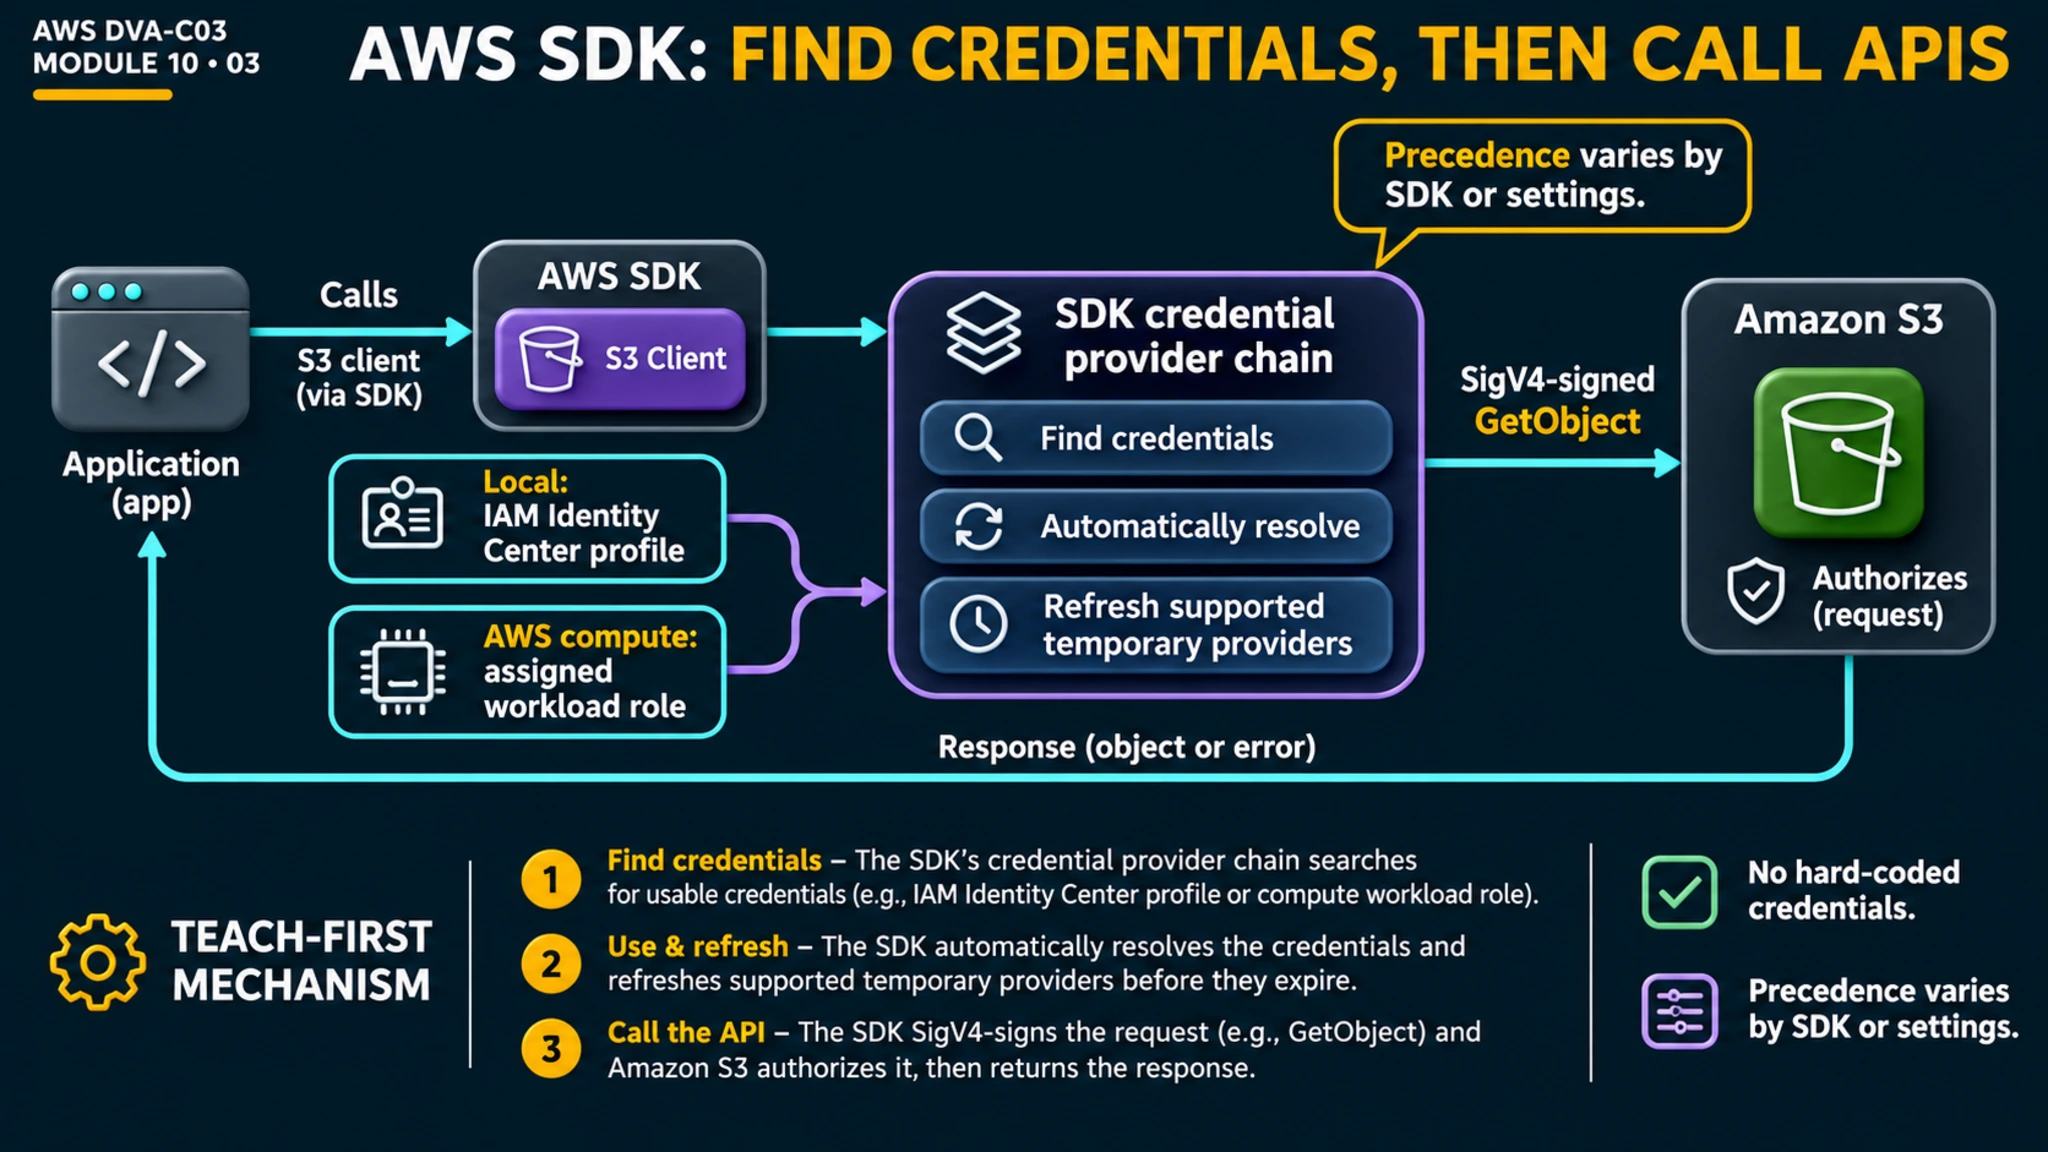 AWS DVA-C03
MODULE 10 • 03
AWS SDK: FIND CREDENTIALS, THEN CALL APIS
Precedence varies by
SDK or settings.
Calls
S3 client
(via SDK)
AWS SDK
S3 Client
Application
(app)
Local:
IAM Identity
Center profile
AWS compute:
assigned
workload role
SDK credential
provider chain
Find credentials
Automatically resolve
Refresh supported
temporary providers
SigV4-signed
GetObject
Amazon S3
Authorizes
(request)
Response (object or error)
TEACH-FIRST
MECHANISM
1
Find credentials – The SDK's credential provider chain searches
for usable credentials (e.g., IAM Identity Center profile or compute workload role).
2
Use & refresh – The SDK automatically resolves the credentials and
refreshes supported temporary providers before they expire.
3
Call the API – The SDK SigV4-signs the request (e.g., GetObject) and
Amazon S3 authorizes it, then returns the response.
No hard-coded
credentials.
Precedence varies
by SDK or settings.